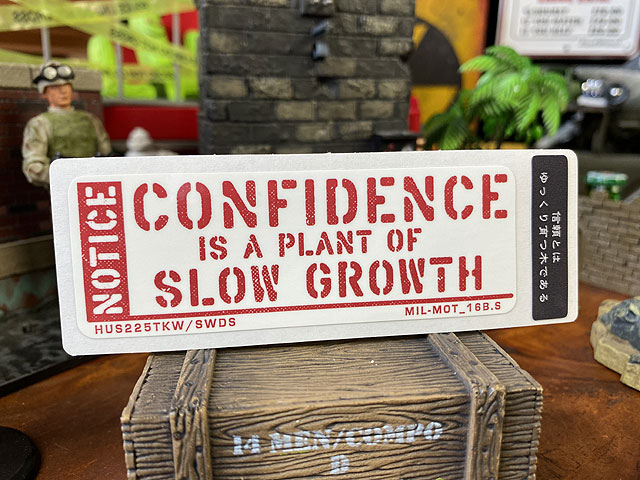 NOTICE
CONFIDENCE
IS A PLANT OF
SLOW GROWTH
HUS225TKW/SWDS
MIL-MOT_16B.S
信頼とは
ゆっくり育つ木である
14 MEN/COMPO
D